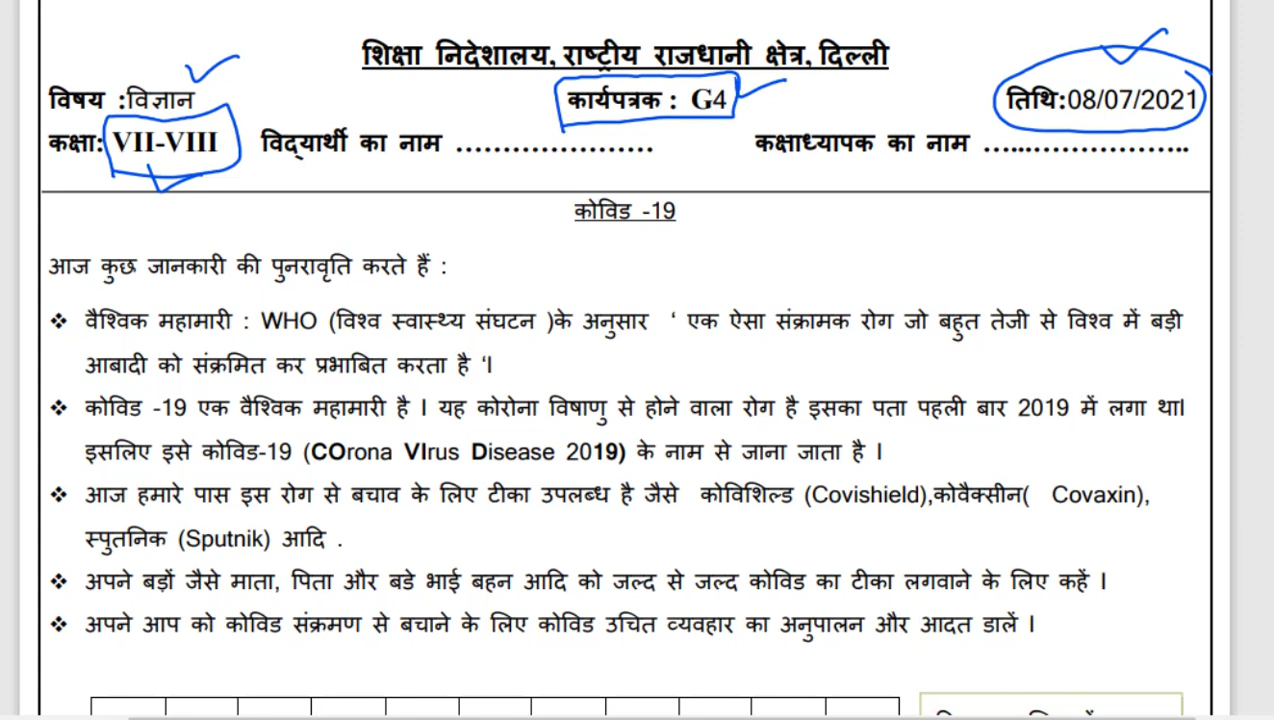 शिक्षा निदेशालय, राष्ट्रीय राजधानी क्षेत्र, दिल्ली
विषय :विज्ञान कार्यपत्रक : G4 तिथि:08/07/2021
कक्षा: VII-VIII विद्यार्थी का नाम ..................... कक्षाध्यापक का नाम ........................
कोविड -19
आज कुछ जानकारी की पुनरावृति करते हैं :
❖ वैश्विक महामारी : WHO (विश्व स्वास्थ्य संघटन )के अनुसार ‘ एक ऐसा संक्रामक रोग जो बहुत तेजी से विश्व में बड़ी
आबादी को संक्रमित कर प्रभाबित करता है ‘।
❖ कोविड -19 एक वैश्विक महामारी है । यह कोरोना विषाणु से होने वाला रोग है इसका पता पहली बार 2019 में लगा था।
इसलिए इसे कोविड-19 (COrona VIrus Disease 2019) के नाम से जाना जाता है ।
❖ आज हमारे पास इस रोग से बचाव के लिए टीका उपलब्ध है जैसे कोविशिल्ड (Covishield),कोवैक्सीन( Covaxin),
स्पुतनिक (Sputnik) आदि .
❖ अपने बड़ों जैसे माता, पिता और बडे भाई बहन आदि को जल्द से जल्द कोविड का टीका लगवाने के लिए कहें ।
❖ अपने आप को कोविड संक्रमण से बचाने के लिए कोविड उचित व्यवहार का अनुपालन और आदत डालें ।